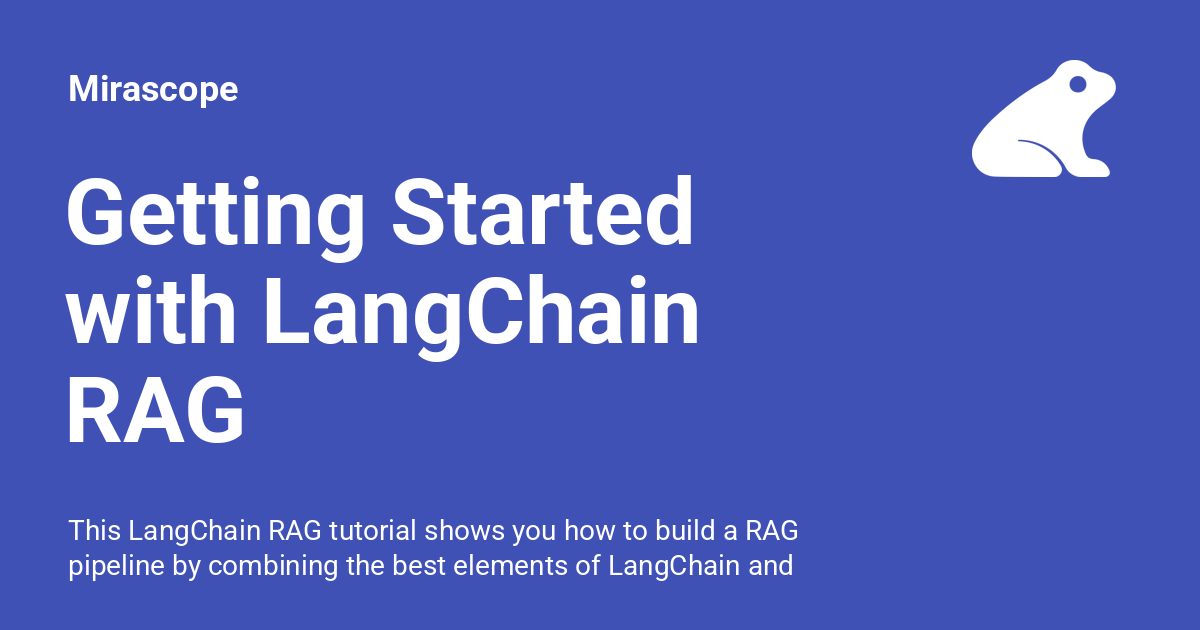 Mirascope
Getting Started
with LangChain
RAG
This LangChain RAG tutorial shows you how to build a RAG
pipeline by combining the best elements of LangChain and